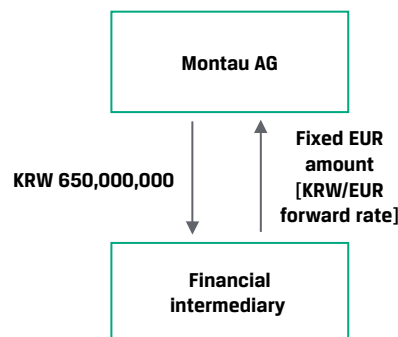 Montau AG
KRW 650,000,000
Fixed EUR
amount
[KRW/EUR
forward rate]
Financial
intermediary